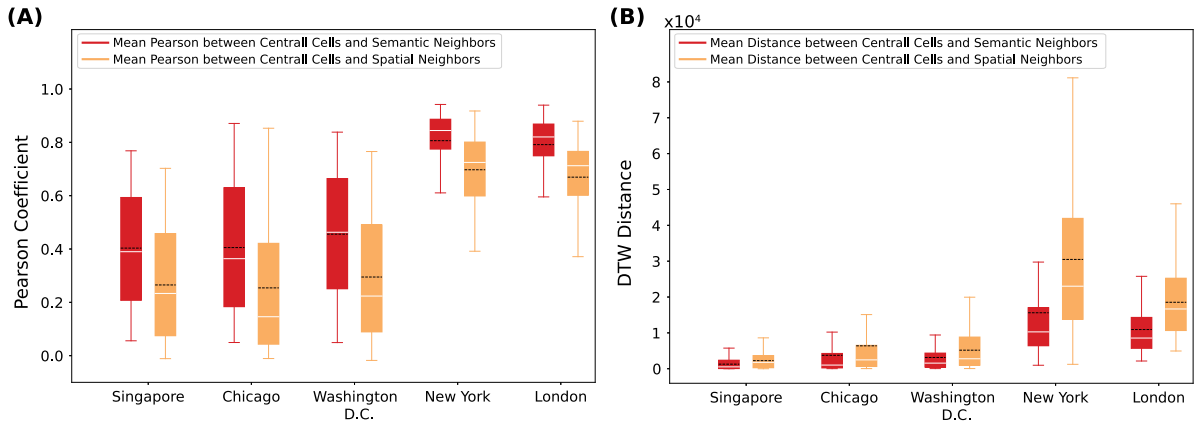 (A)
Mean Pearson between Centrall Cells and Semantic Neighbors
Mean Pearson between Centrall Cells and Spatial Neighbors
Pearson Coefficient
1.0
0.8
0.6
0.4
0.2
0.0
Singapore
Chicago
Washington
D.C.
New York
London
(B)
x10⁴
Mean Distance between Centrall Cells and Semantic Neighbors
Mean Distance between Centrall Cells and Spatial Neighbors
DTW Distance
8
7
6
5
4
3
2
1
0
Singapore
Chicago
Washington
D.C.
New York
London